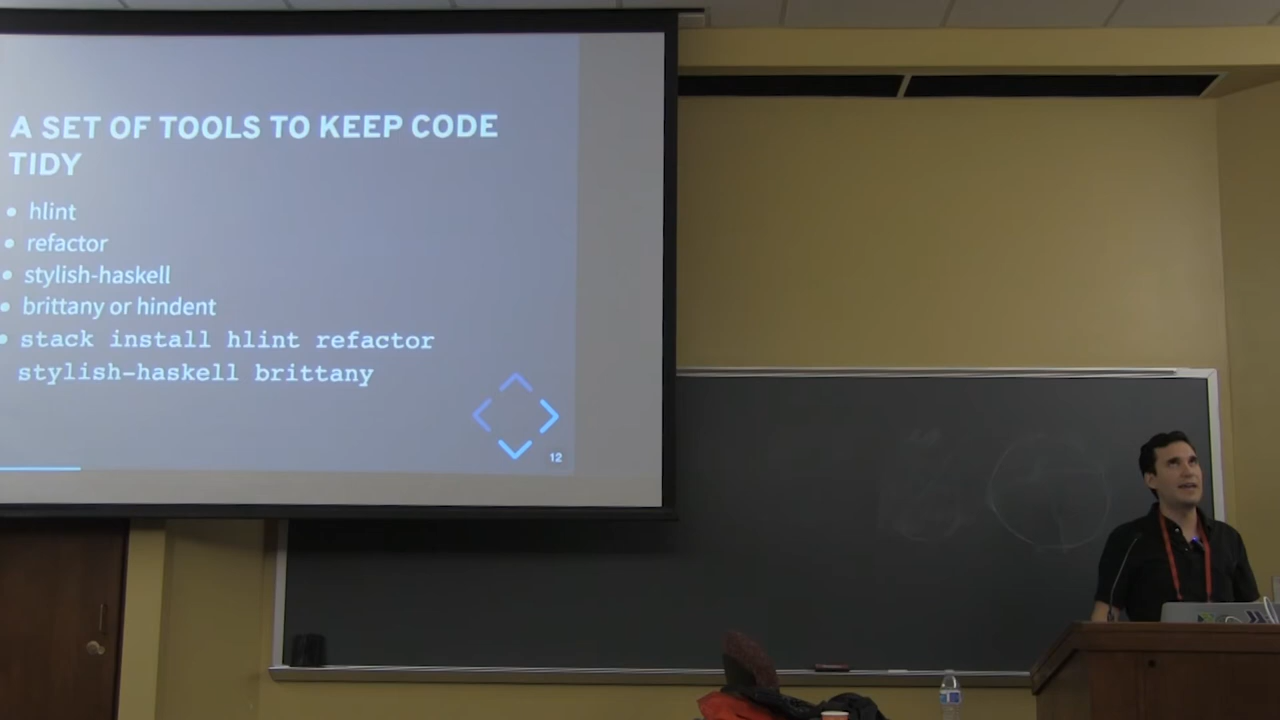 A SET OF TOOLS TO KEEP CODE
TIDY
• hlint
• refactor
• stylish-haskell
• brittany or hindent
• stack install hlint refactor
stylish-haskell brittany
12